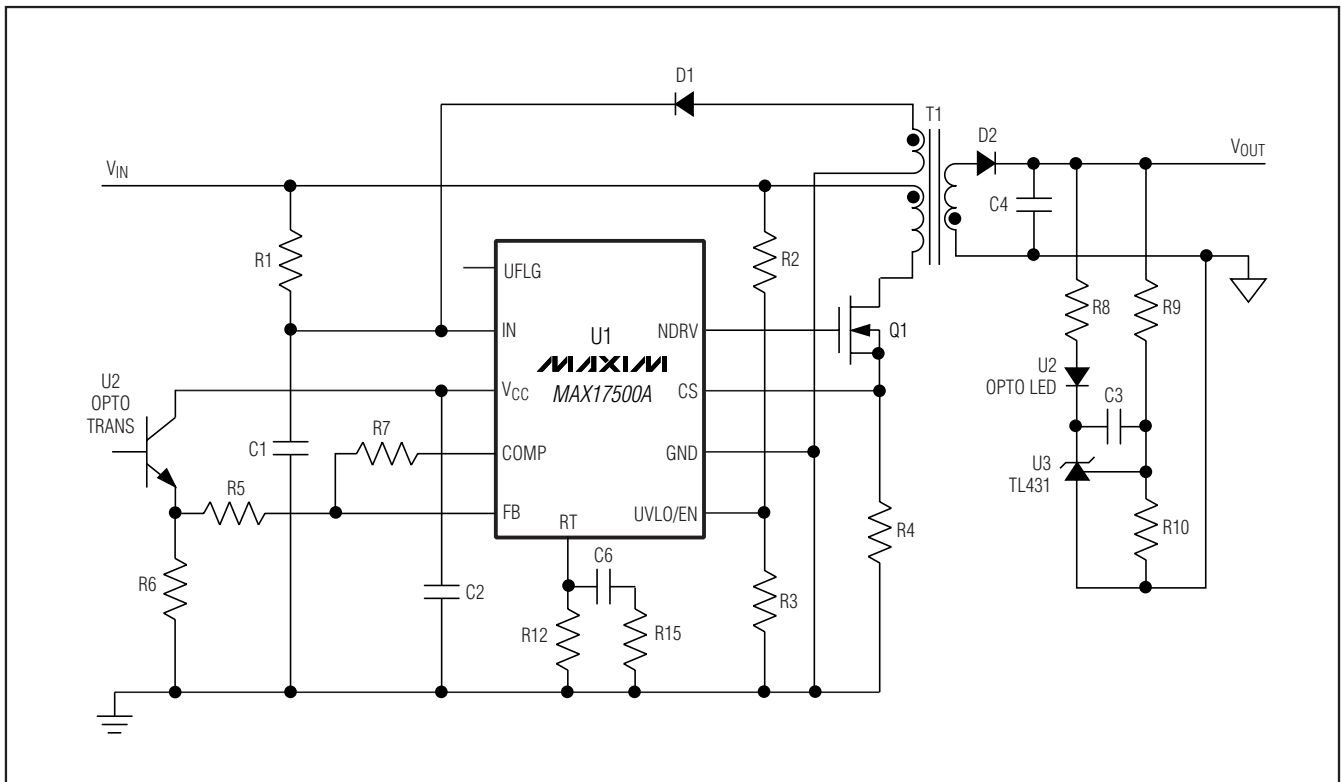 D1
T1
D2
VIN
VOUT
C4
R1
UFLG
R2
R8
R9
IN
U1
NDRV
Q1
MAXIM
MAX17500A
U2
OPTO
TRANS
VCC
CS
U2
OPTO LED
C3
C1
R7
COMP
GND
U3
TL431
R5
FB
UVLO/EN
R4
R10
RT
C6
R6
C2
R3
R12
R15